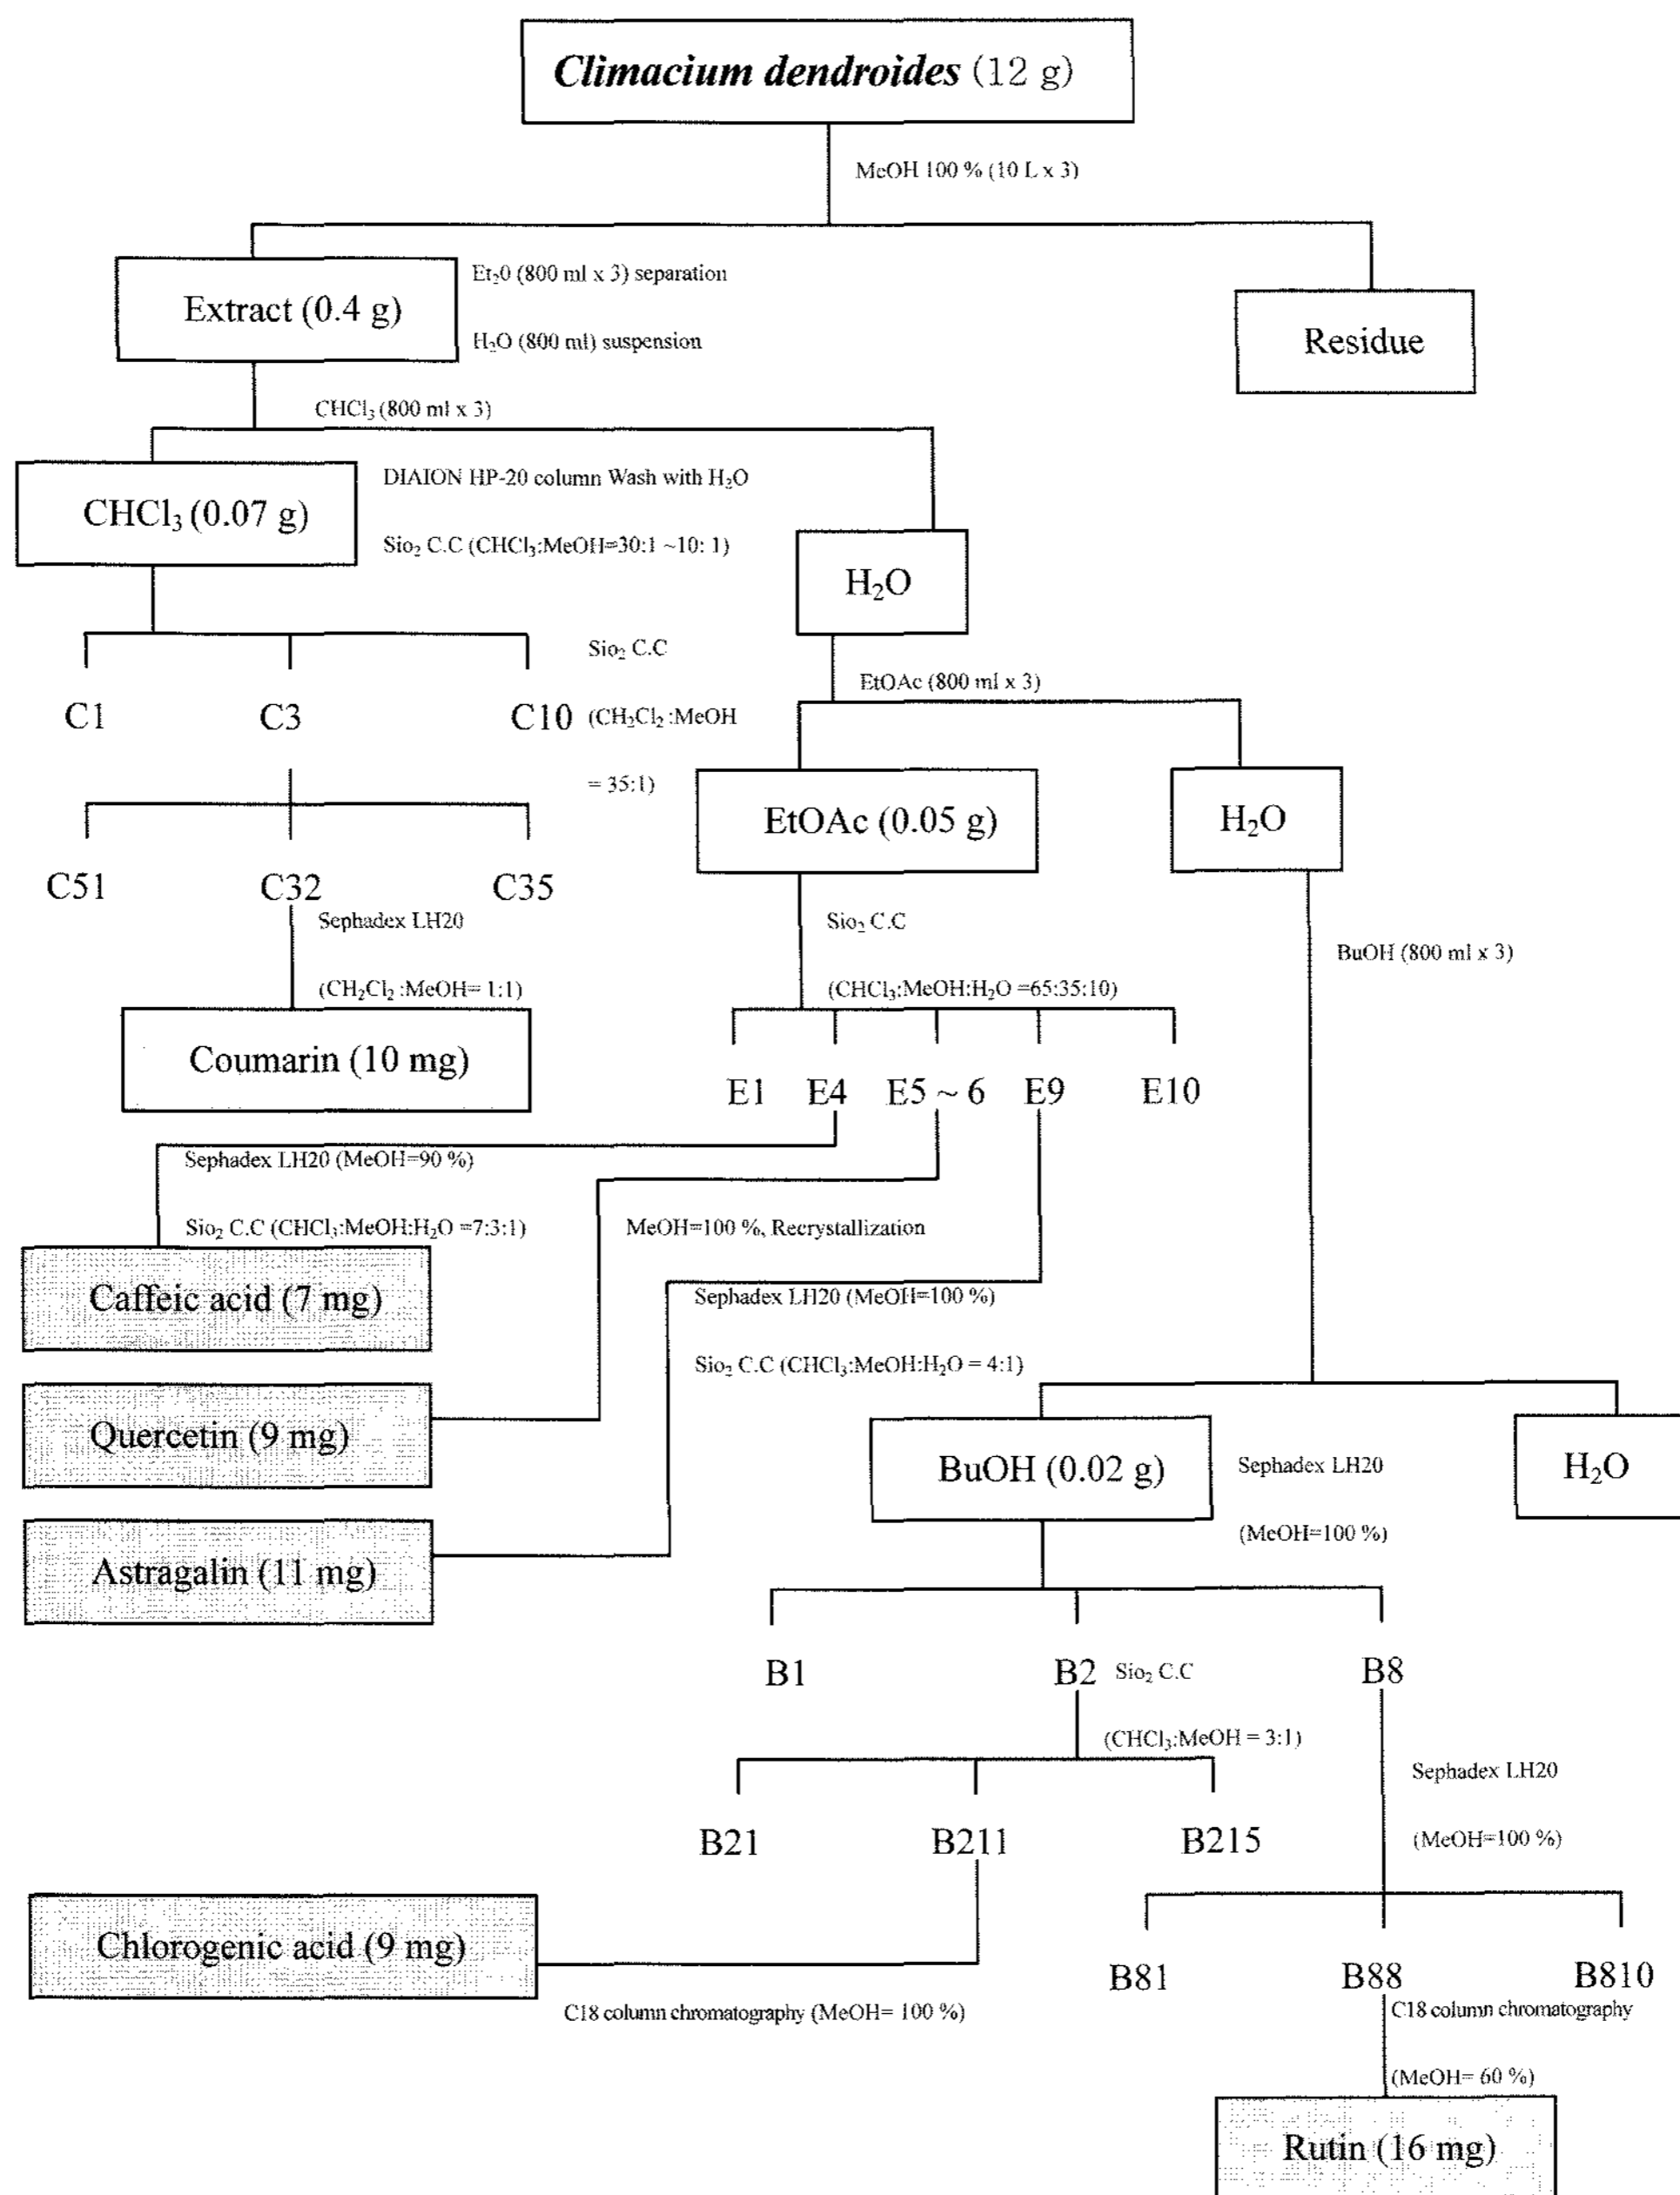 Climacium dendroides (12 g)
MeOH 100 % (10 L x 3)
Extract (0.4 g)
Et₂0 (800 ml x 3) separation
H₂O (800 ml) suspension
Residue
CHCl₃ (800 ml x 3)
CHCl₃ (0.07 g)
DIAION HP-20 column Wash with H₂O
Sio₂ C.C (CHCl₃:MeOH=30:1 ~10: 1)
H₂O
Sio₂ C.C
(CH₂Cl₂ :MeOH
= 35:1)
EtOAc (800 ml x 3)
C1 C3 C10
EtOAc (0.05 g)
H₂O
C51 C32 C35
Sephadex LH20
(CH₂Cl₂ :MeOH= 1:1)
Sio₂ C.C
(CHCl₃:MeOH:H₂O =65:35:10)
BuOH (800 ml x 3)
Coumarin (10 mg)
E1 E4 E5 ~ 6 E9 E10
Sephadex LH20 (MeOH=90 %)
Sio₂ C.C (CHCl₃:MeOH:H₂O =7:3:1)
MeOH=100 %, Recrystallization
Caffeic acid (7 mg)
Sephadex LH20 (MeOH=100 %)
Sio₂ C.C (CHCl₃:MeOH:H₂O = 4:1)
Quercetin (9 mg)
BuOH (0.02 g)
Sephadex LH20
(MeOH=100 %)
H₂O
Astragalin (11 mg)
B1 B2 B8
Sio₂ C.C
(CHCl₃:MeOH = 3:1)
Sephadex LH20
(MeOH=100 %)
B21 B211 B215
Chlorogenic acid (9 mg)
C18 column chromatography (MeOH= 100 %)
B81 B88 B810
C18 column chromatography
(MeOH= 60 %)
Rutin (16 mg)